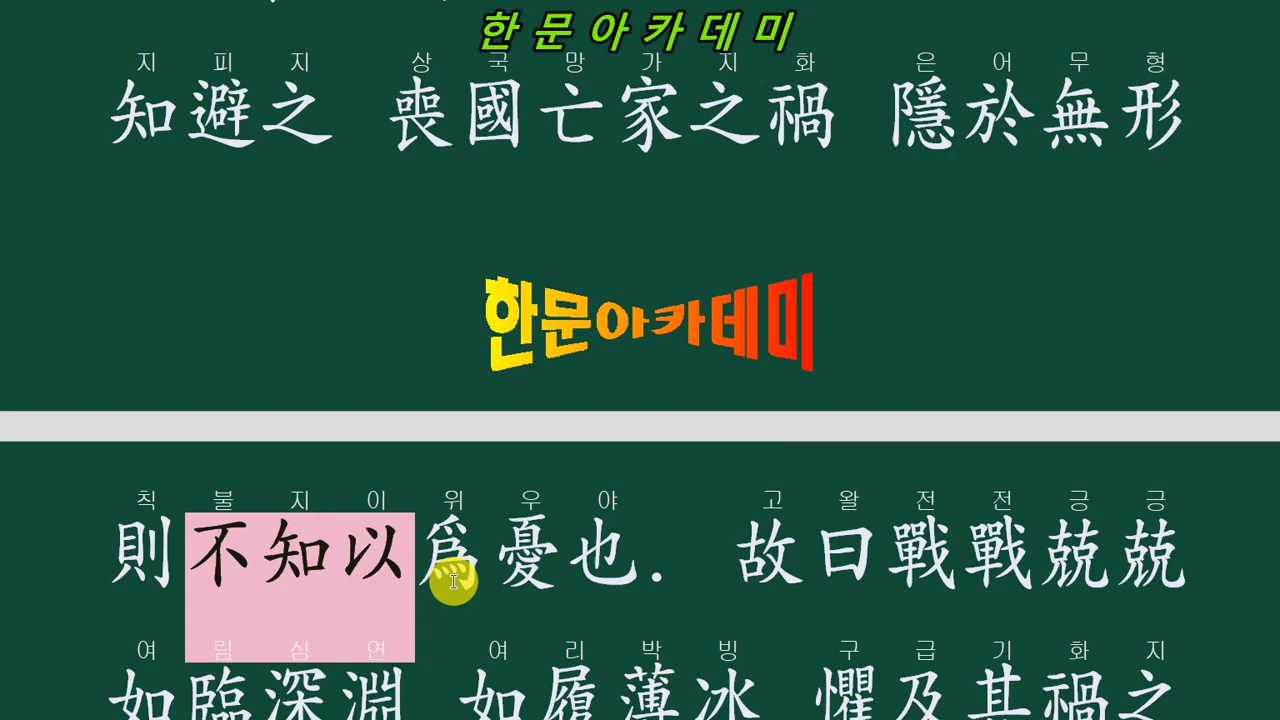 한문아카데미
지피지 상국망가지화 은어무형
知避之 喪國亡家之禍 隱於無形
한문아카데미
칙불지이위우야 고왈전전긍긍
則不知以爲憂也. 故曰戰戰兢兢
여림심연 여리박빙 구급기화지
如臨深淵 如履薄冰 懼及其禍之